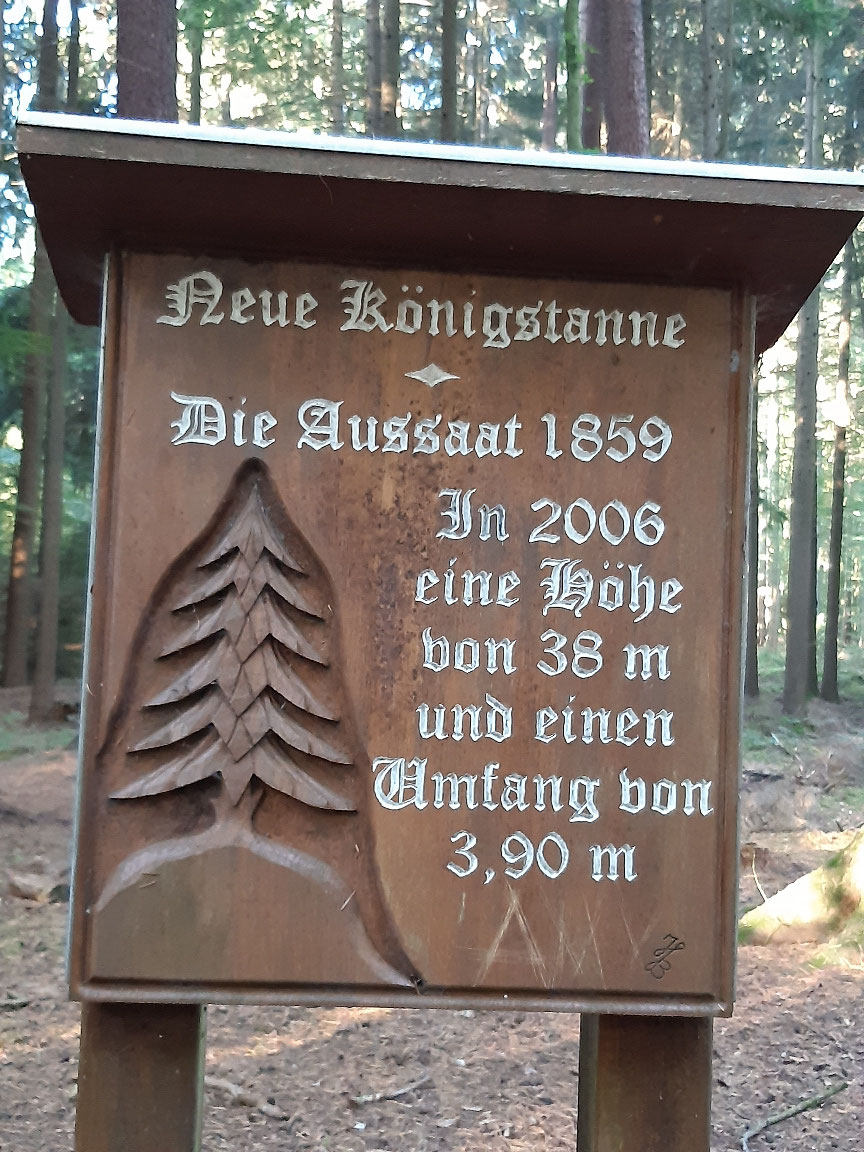 Neue Königstanne
Die Aussaat 1859
In 2006
eine Höhe
von 38 m
und einen
Umfang von
3,90 m